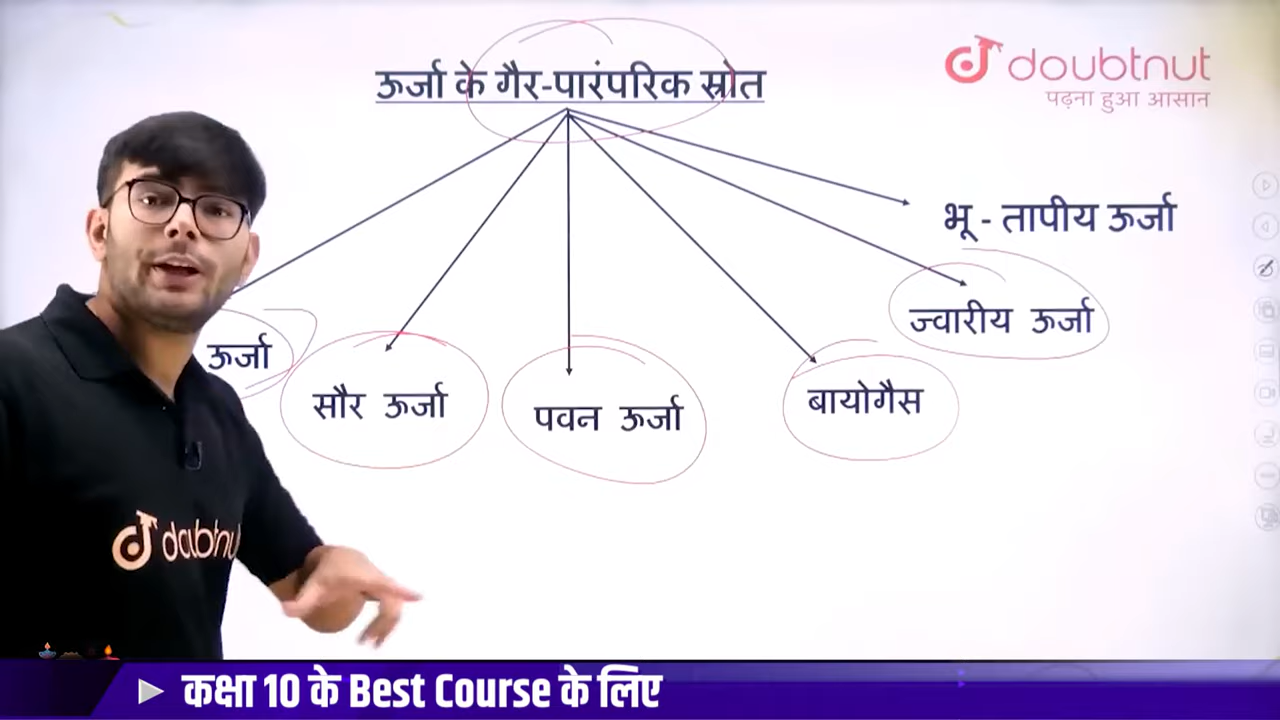 ऊर्जा के गैर-पारंपरिक स्रोत
doubtnut
पढ़ना हुआ आसान
भू - तापीय ऊर्जा
ज्वारीय ऊर्जा
ऊर्जा
सौर ऊर्जा
पवन ऊर्जा
बायोगैस
doubtnut
कक्षा 10 के Best Course के लिए